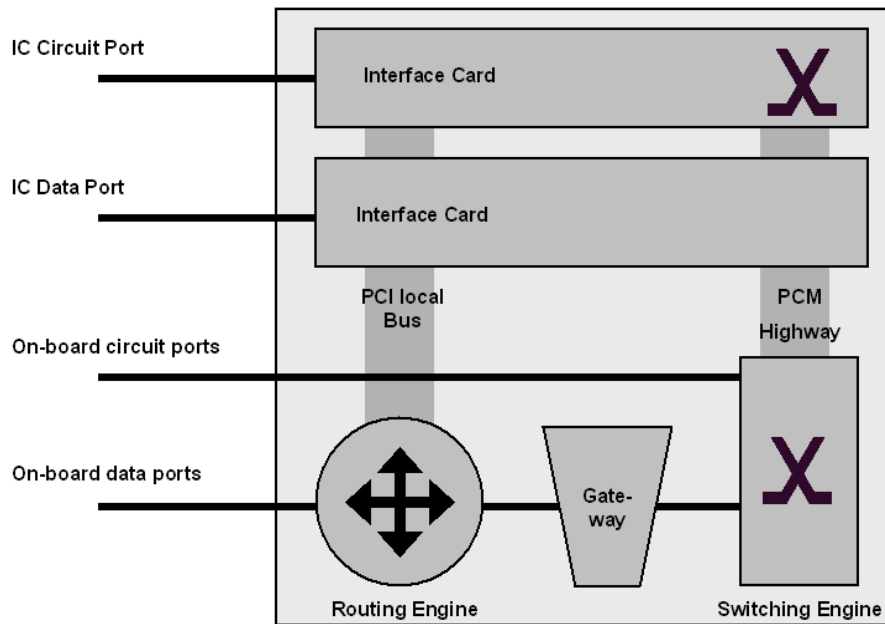 IC Circuit Port
Interface Card
IC Data Port
Interface Card
PCI local
Bus
PCM
Highway
On-board circuit ports
On-board data ports
Gate-
way
Routing Engine
Switching Engine